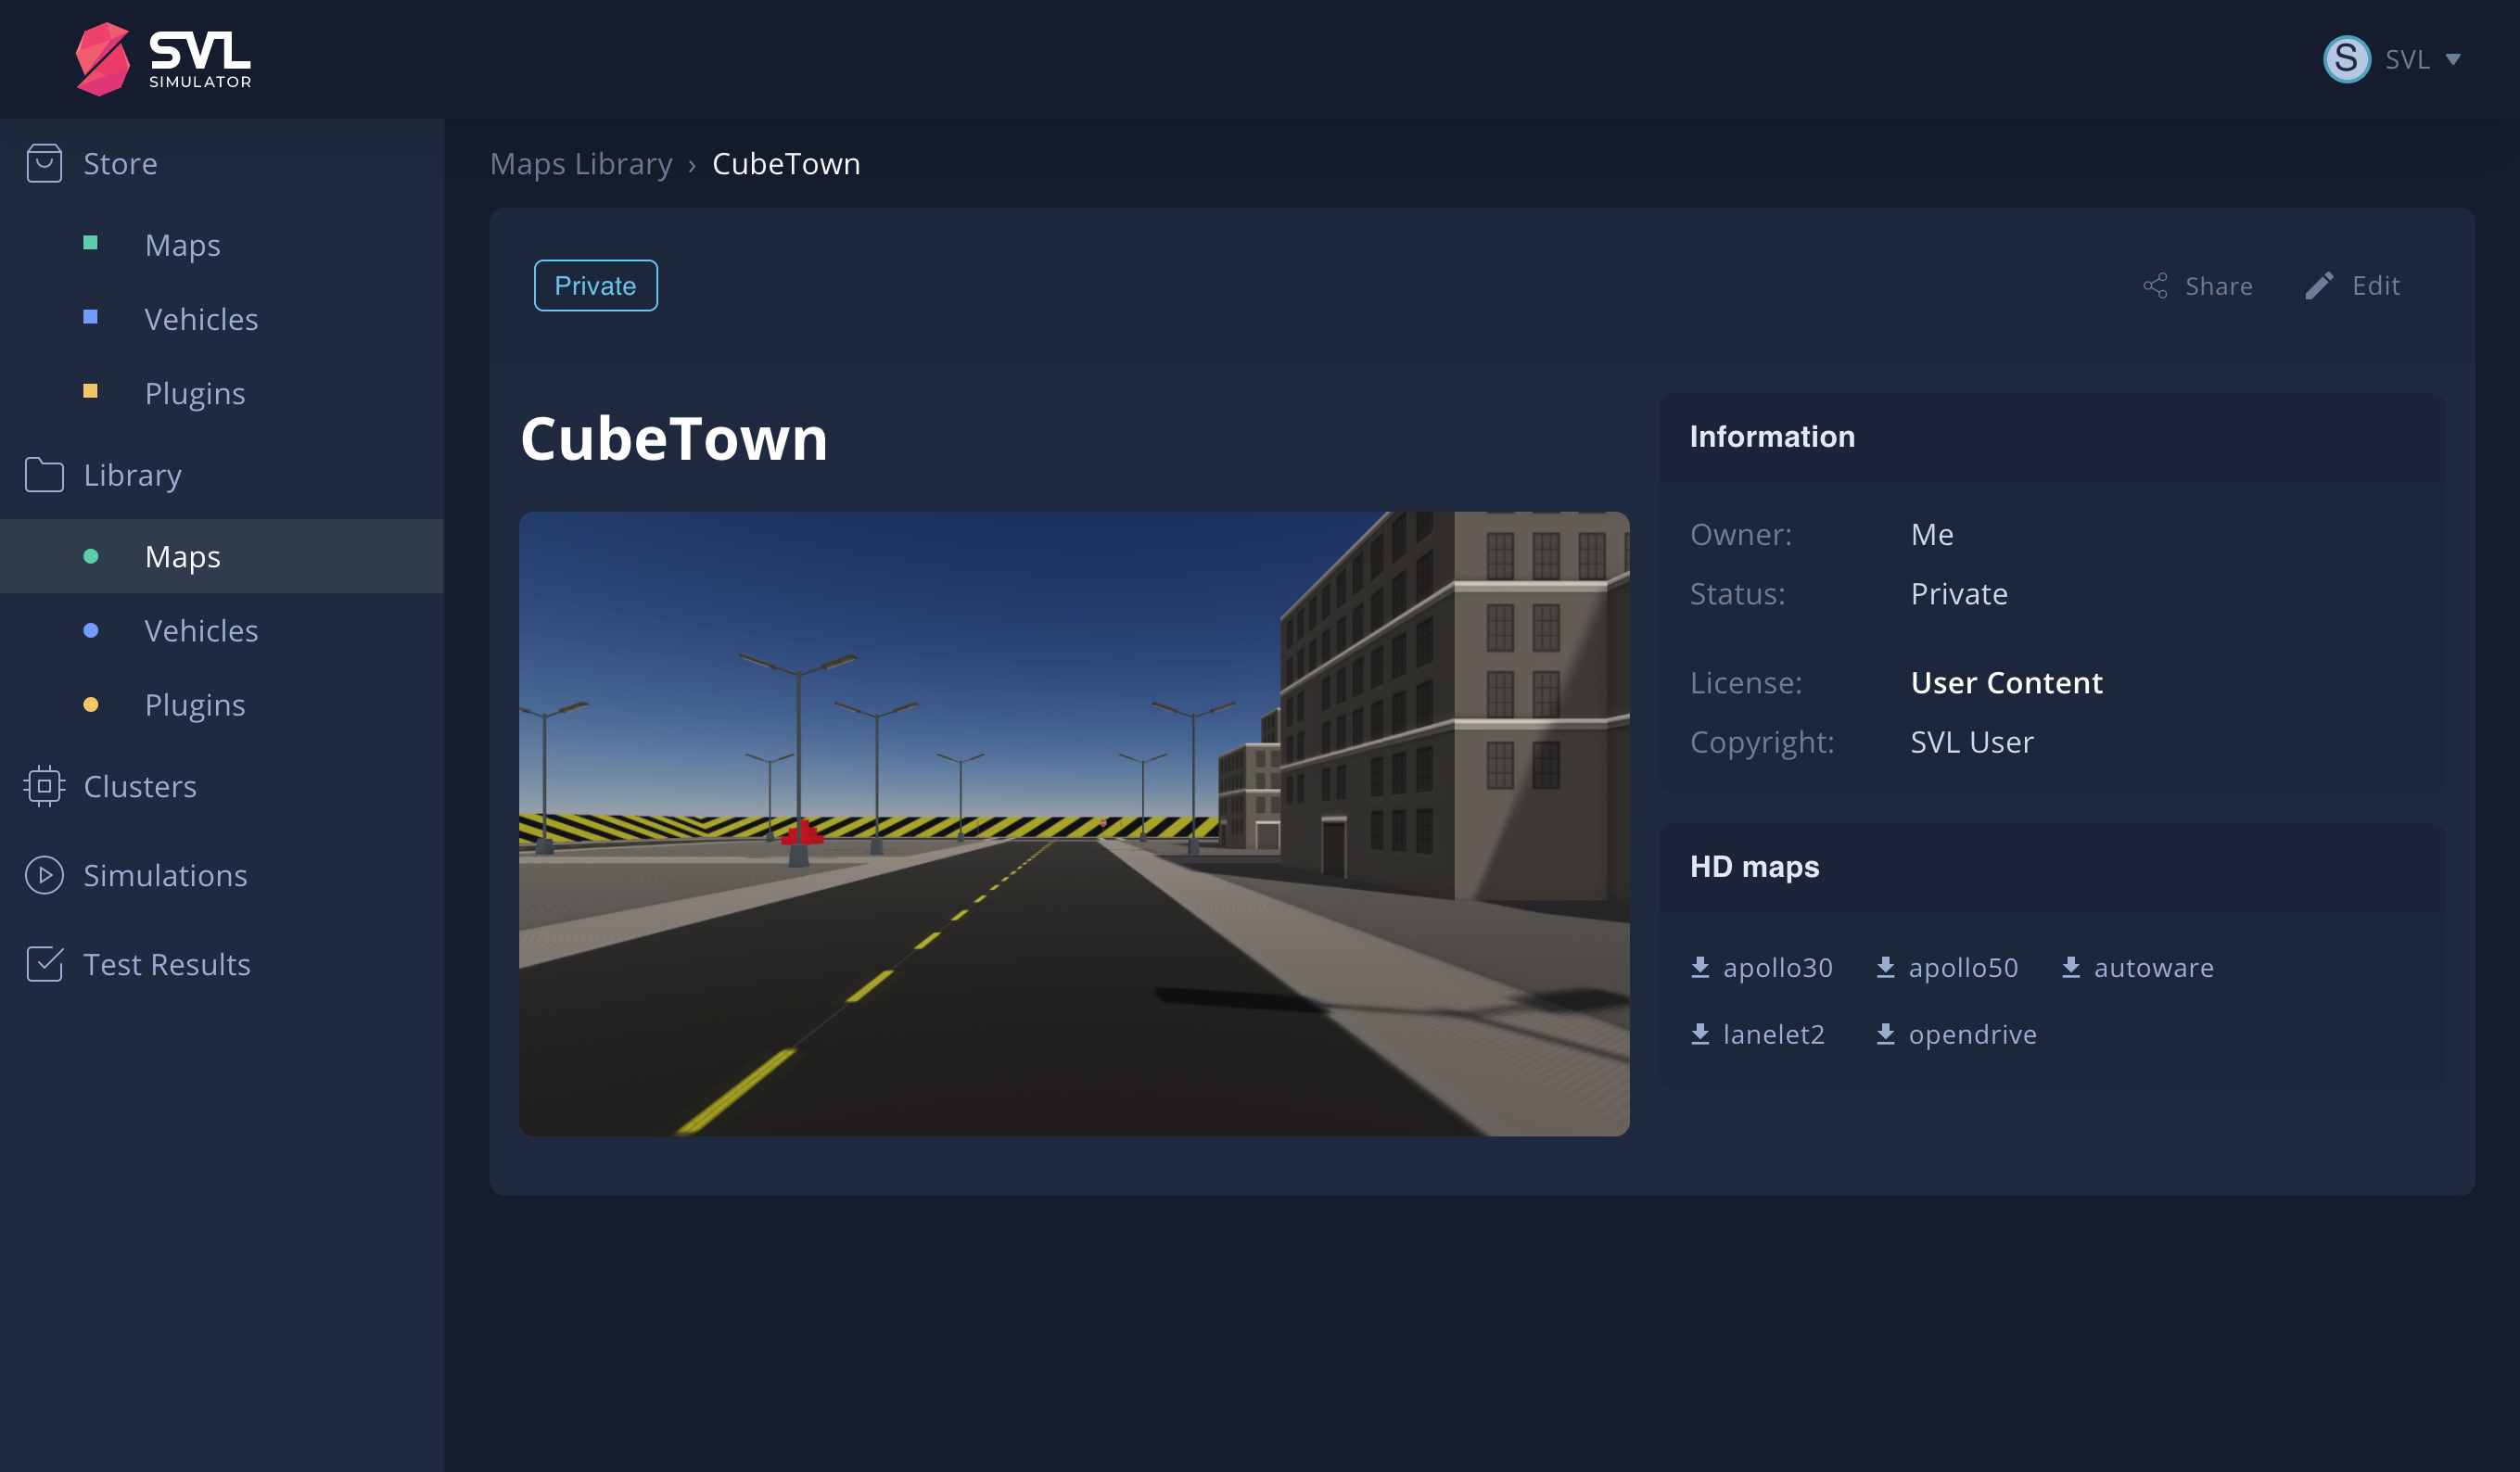 SVL
SIMULATOR
S SVL
Store
Maps
Vehicles
Plugins
Library
Maps
Vehicles
Plugins
Clusters
Simulations
Test Results
Maps Library › CubeTown
Private
Share Edit
CubeTown
Information
Owner: Me
Status: Private
License: User Content
Copyright: SVL User
HD maps
apollo30 apollo50 autoware
lanelet2 opendrive